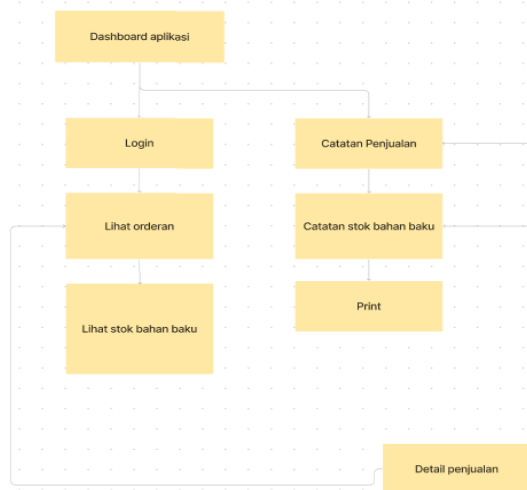 Dashboard aplikasi
Login
Catatan Penjualan
Lihat orderan
Catatan stok bahan baku
Lihat stok bahan baku
Print
Detail penjualan